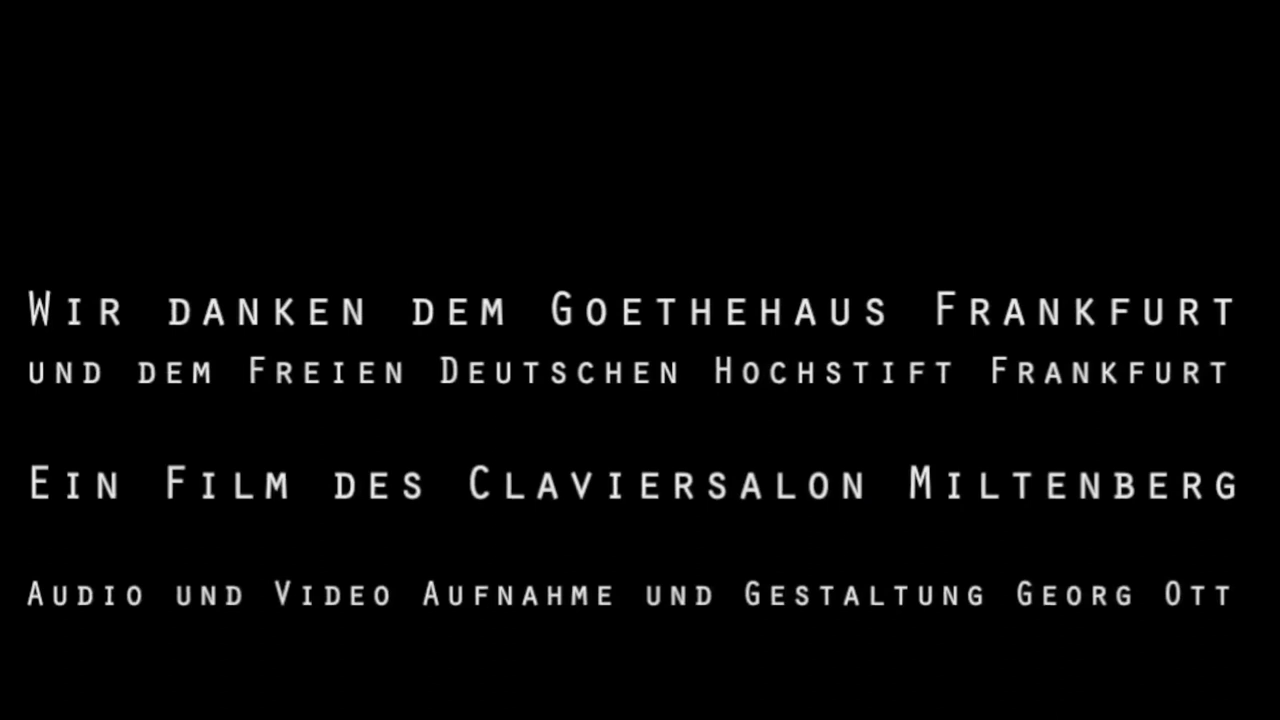 Wir danken dem Goethehaus Frankfurt
und dem Freien Deutschen Hochstift Frankfurt
Ein Film des Claviersalon Miltenberg
Audio und Video Aufnahme und Gestaltung Georg Ott